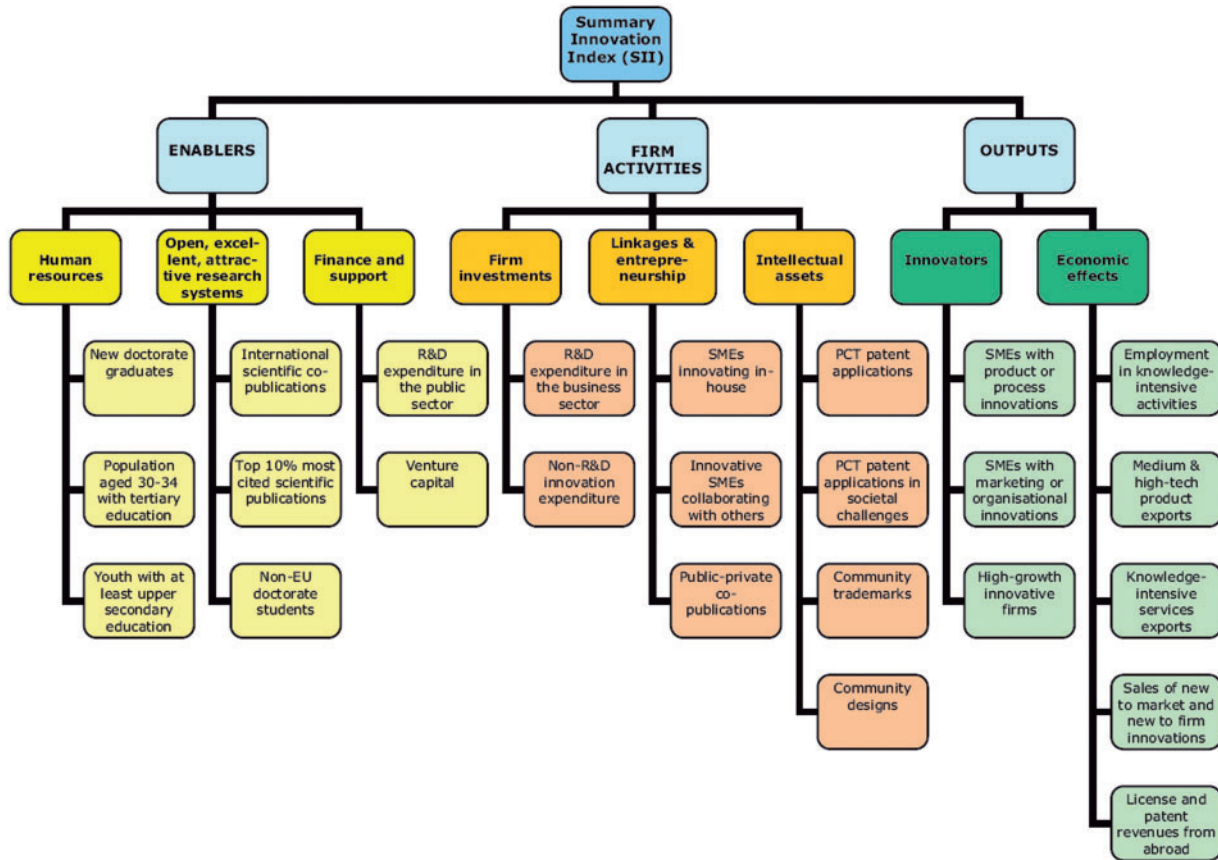 Summary
Innovation
Index (SII)
ENABLERS
FIRM
ACTIVITIES
OUTPUTS
Human
resources
Open, excel-
lent, attrac-
tive research
systems
Finance and
support
Firm
investments
Linkages &
entrepre-
neurship
Intellectual
assets
Innovators
Economic
effects
New doctorate
graduates
International
scientific co-
publications
R&D
expenditure in
the public
sector
R&D
expenditure in
the business
sector
SMEs
innovating in-
house
PCT patent
applications
SMEs with
product or
process
innovations
Employment in
knowledge-
intensive
activities
Population
aged 30-34
with tertiary
education
Top 10% most
cited scientific
publications
Venture
capital
Non-R&D
innovation
expenditure
Innovative
SMEs
collaborating
with others
PCT patent
applications in
societal
challenges
SMEs with
marketing or
organisational
innovations
Medium &
high-tech
product
exports
Youth with at
least upper
secondary
education
Non-EU
doctorate
students
Public-private
co-
publications
Community
trademarks
High-growth
innovative
firms
Knowledge-
intensive
services
exports
Community
designs
Sales of new
to market and
new to firm
innovations
License and
patent
revenues from
abroad